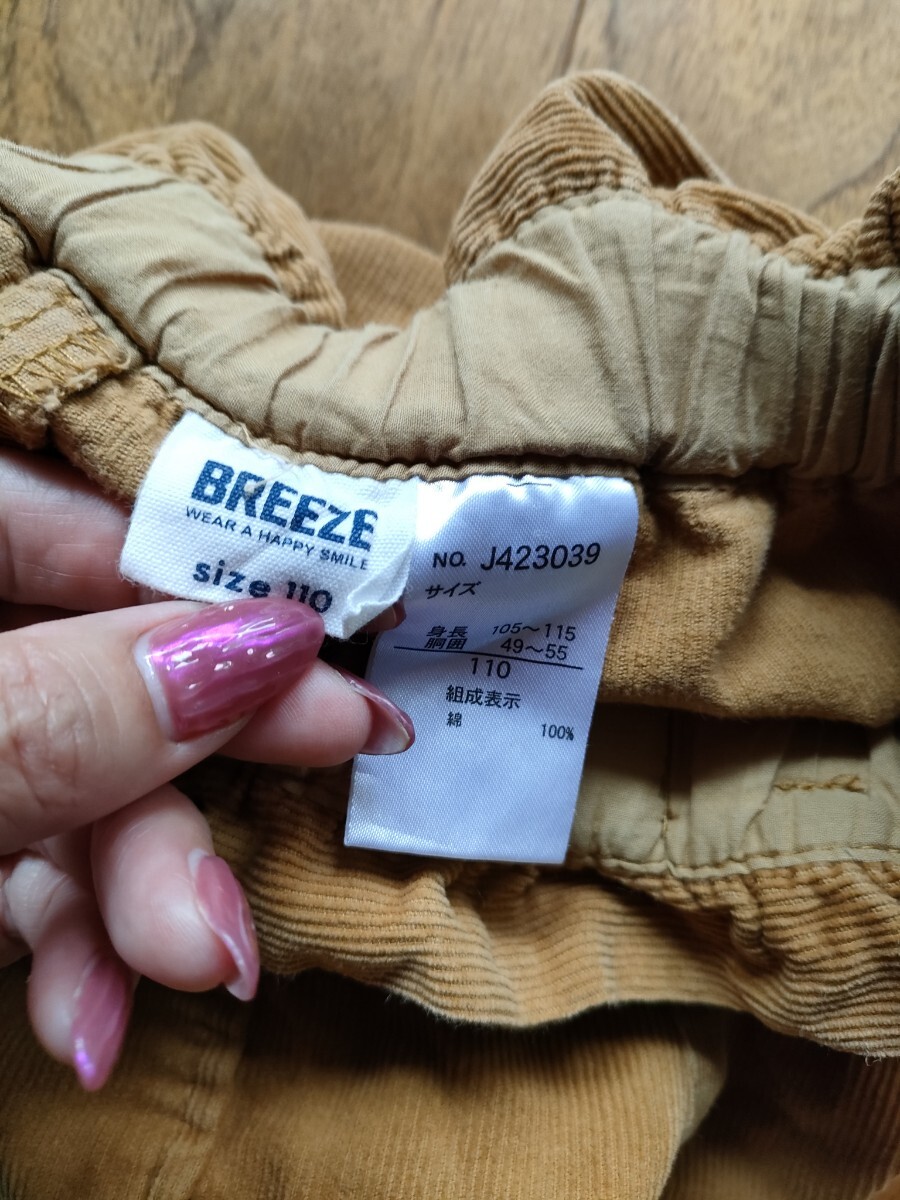 BREEZE
WEAR A HAPPY SMILE
size 110
NO. J423039
サイズ
身長 105〜115
胴囲 49〜55
110
組成表示
綿 100%